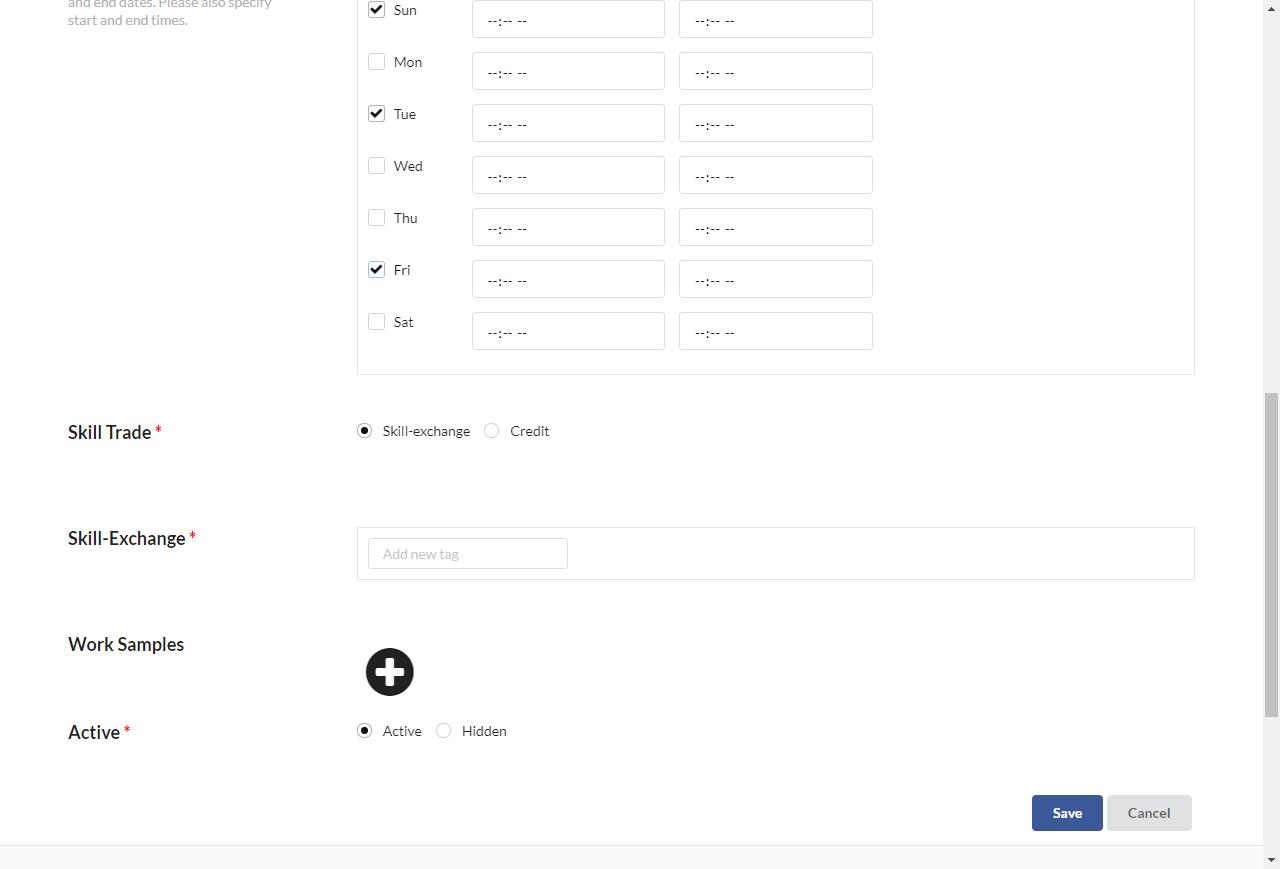 and end dates. Please also specify
start and end times.
Sun --:-- -- --:-- --
Mon --:-- -- --:-- --
Tue --:-- -- --:-- --
Wed --:-- -- --:-- --
Thu --:-- -- --:-- --
Fri --:-- -- --:-- --
Sat --:-- -- --:-- --
Skill Trade * Skill-exchange Credit
Skill-Exchange * Add new tag
Work Samples
Active * Active Hidden
Save Cancel